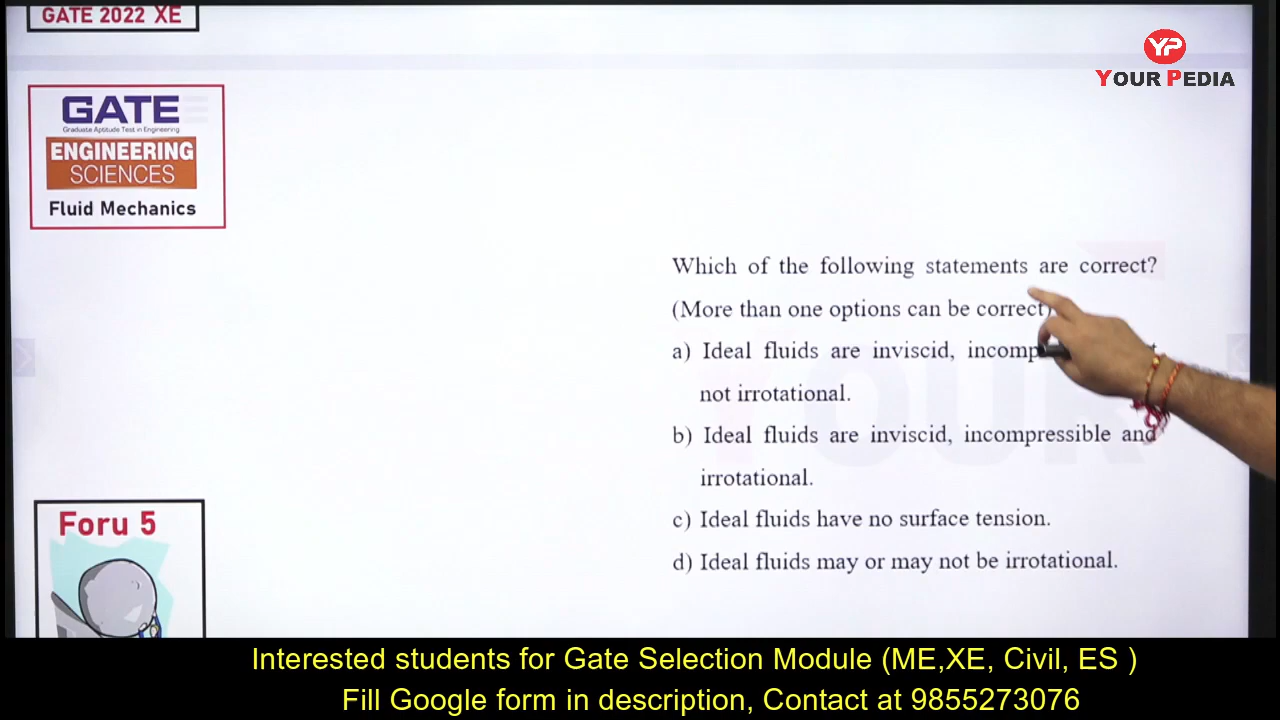 GATE 2022 XE
YP
YOUR PEDIA
GATE
Graduate Aptitude Test in Engineering
ENGINEERING
SCIENCES
Fluid Mechanics
Which of the following statements are correct?
(More than one options can be correct)
a) Ideal fluids are inviscid,
not irrotational.
b) Ideal fluids are inviscid, incompressible and
irrotational.
c) Ideal fluids have no surface tension.
d) Ideal fluids may or may not be irrotational.
YOUR
Foru 5
Interested students for Gate Selection Module (ME,XE, Civil, ES )
Fill Google form in description, Contact at 9855273076